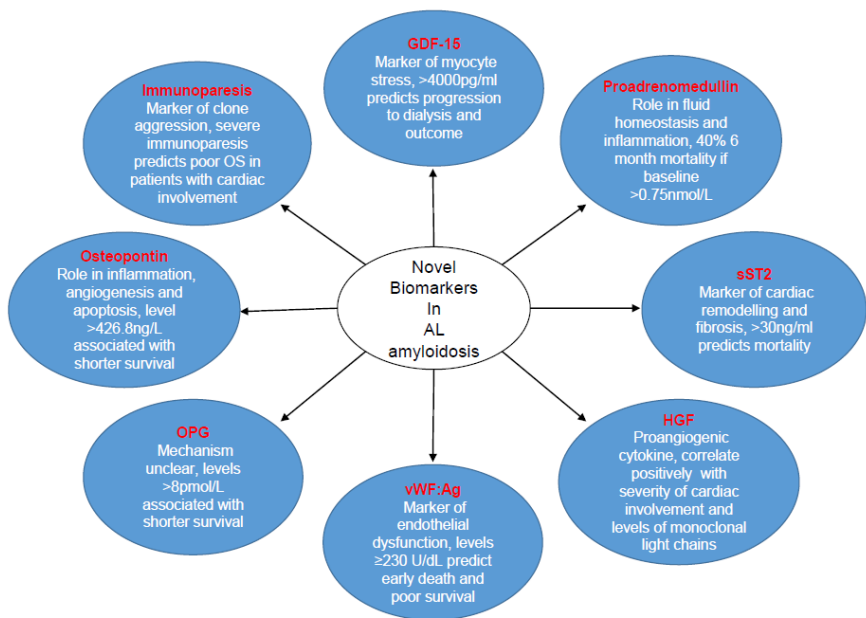 GDF-15
Marker of myocyte
stress, >4000pg/ml
predicts progression
to dialysis and
outcome
Immunoparesis
Marker of clone
aggression, severe
immunoparesis
predicts poor OS in
patients with cardiac
involvement
Proadrenomedullin
Role in fluid
homeostasis and
inflammation, 40% 6
month mortality if
baseline
>0.75nmol/L
Osteopontin
Role in inflammation,
angiogenesis and
apoptosis, level
>426.8ng/L
associated with
shorter survival
Novel
Biomarkers
In
AL
amyloidosis
sST2
Marker of cardiac
remodelling and
fibrosis, >30ng/ml
predicts mortality
OPG
Mechanism
unclear, levels
>8pmol/L
associated with
shorter survival
vWF:Ag
Marker of
endothelial
dysfunction, levels
≥230 U/dL predict
early death and
poor survival
HGF
Proangiogenic
cytokine, correlate
positively with
severity of cardiac
involvement and
levels of monoclonal
light chains